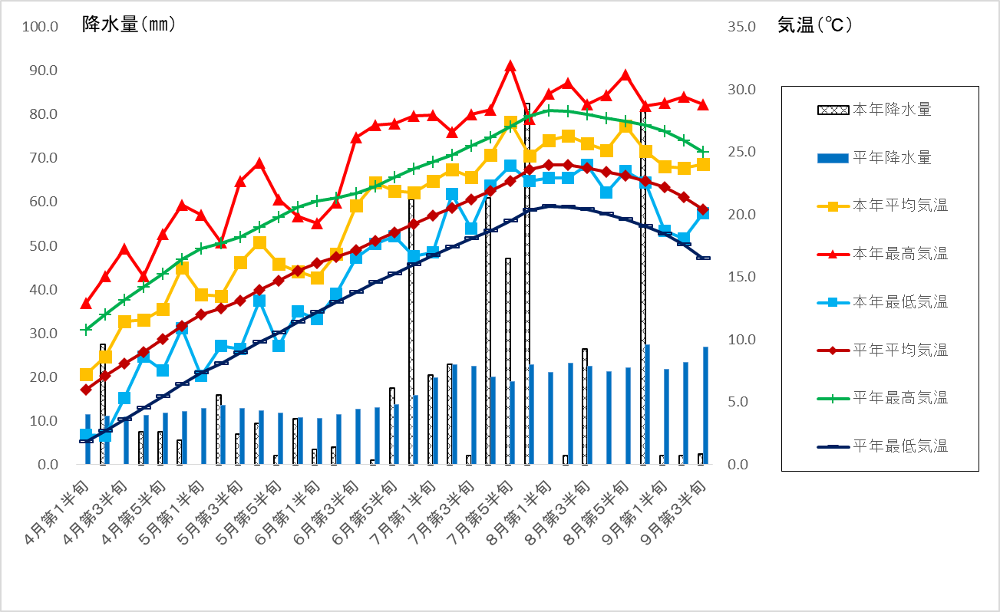 降水量(㎜)
気温(℃)
100.0
90.0
80.0
70.0
60.0
50.0
40.0
30.0
20.0
10.0
0.0
35.0
30.0
25.0
20.0
15.0
10.0
5.0
0.0
本年降水量
平年降水量
本年平均気温
本年最高気温
本年最低気温
平年平均気温
平年最高気温
平年最低気温
4月第1半旬
4月第3半旬
4月第5半旬
5月第1半旬
5月第3半旬
5月第5半旬
6月第1半旬
6月第3半旬
6月第5半旬
7月第1半旬
7月第3半旬
7月第5半旬
8月第1半旬
8月第3半旬
8月第5半旬
9月第1半旬
9月第3半旬